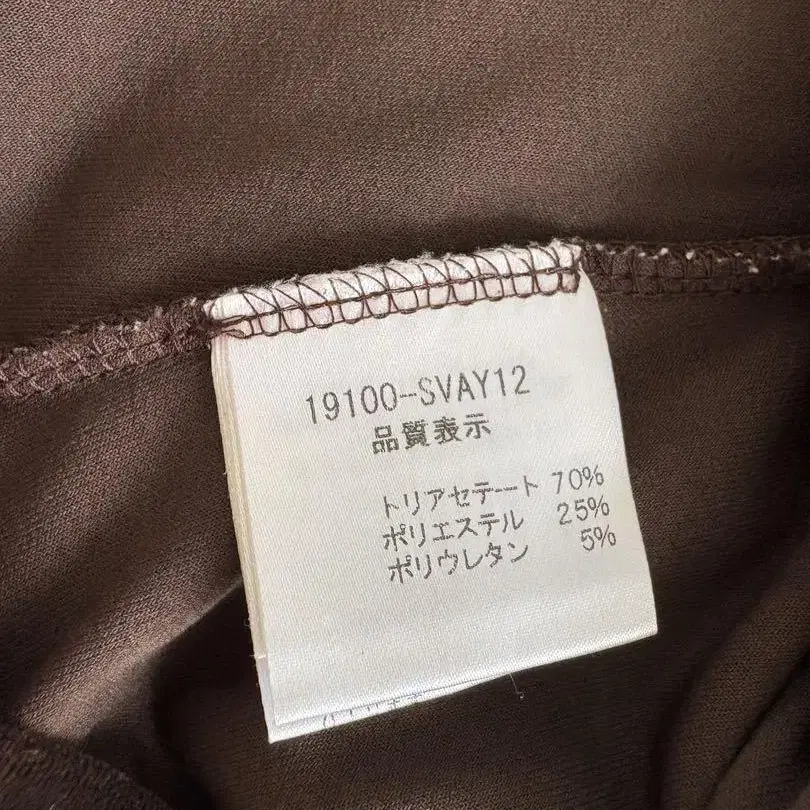 19100-SVAY12
品質表示
トリアセテート 70%
ポリエステル 25%
ポリウレタン 5%